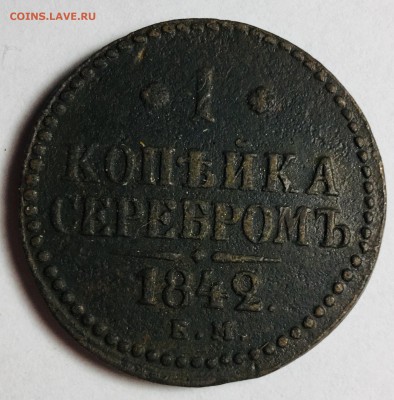 COINS.LAVE.RU
* 1 *
КОПѢЙКА
СЕРЕБРОМЪ
1842.
Е.М.